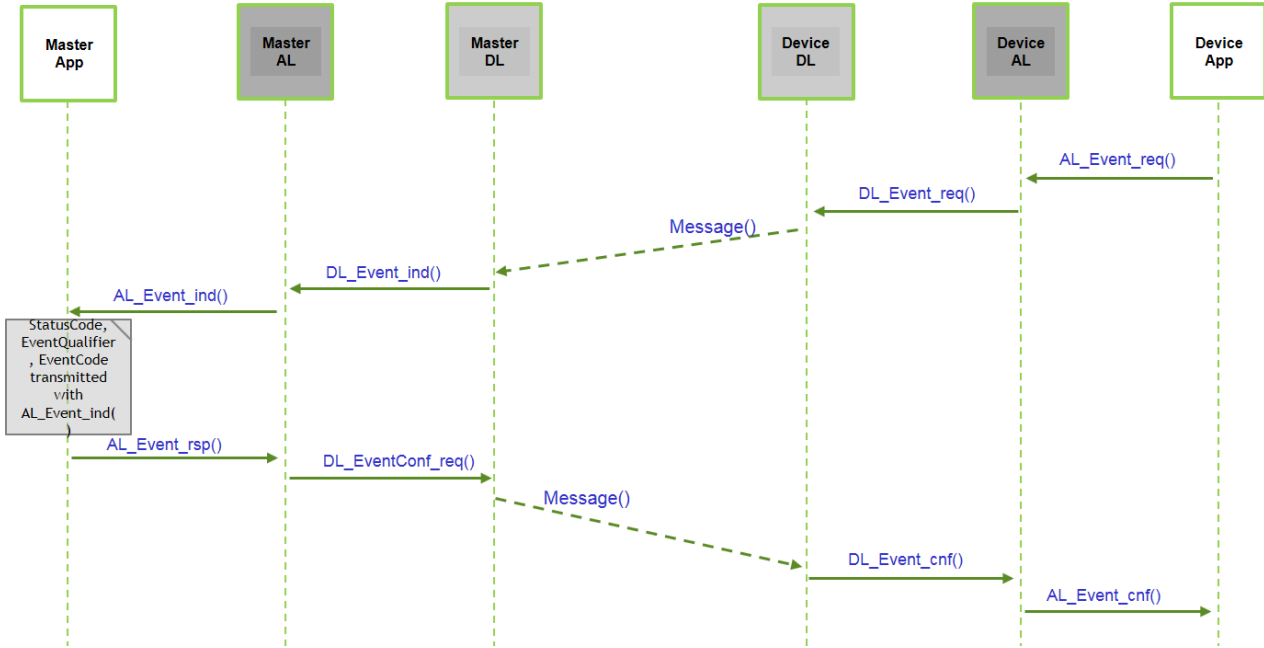 Master
App
Master
AL
Master
DL
Device
DL
Device
AL
Device
App
AL_Event_req()
DL_Event_req()
Message()
DL_Event_ind()
AL_Event_ind()
StatusCode,
EventQualifier
, EventCode
transmitted
with
AL_Event_ind(
)
AL_Event_rsp()
DL_EventConf_req()
Message()
DL_Event_cnf()
AL_Event_cnf()